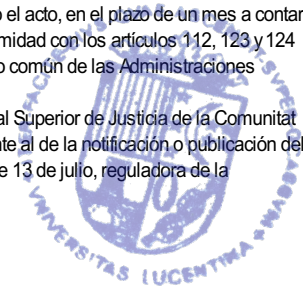 o el acto, en el plazo de un mes a contar
midad con los artículos 112, 123 y 124
o común de las Administraciones
al Superior de Justicia de la Comunitat
nte al de la notificación o publicación del
e 13 de julio, reguladora de la
LUCENTINA